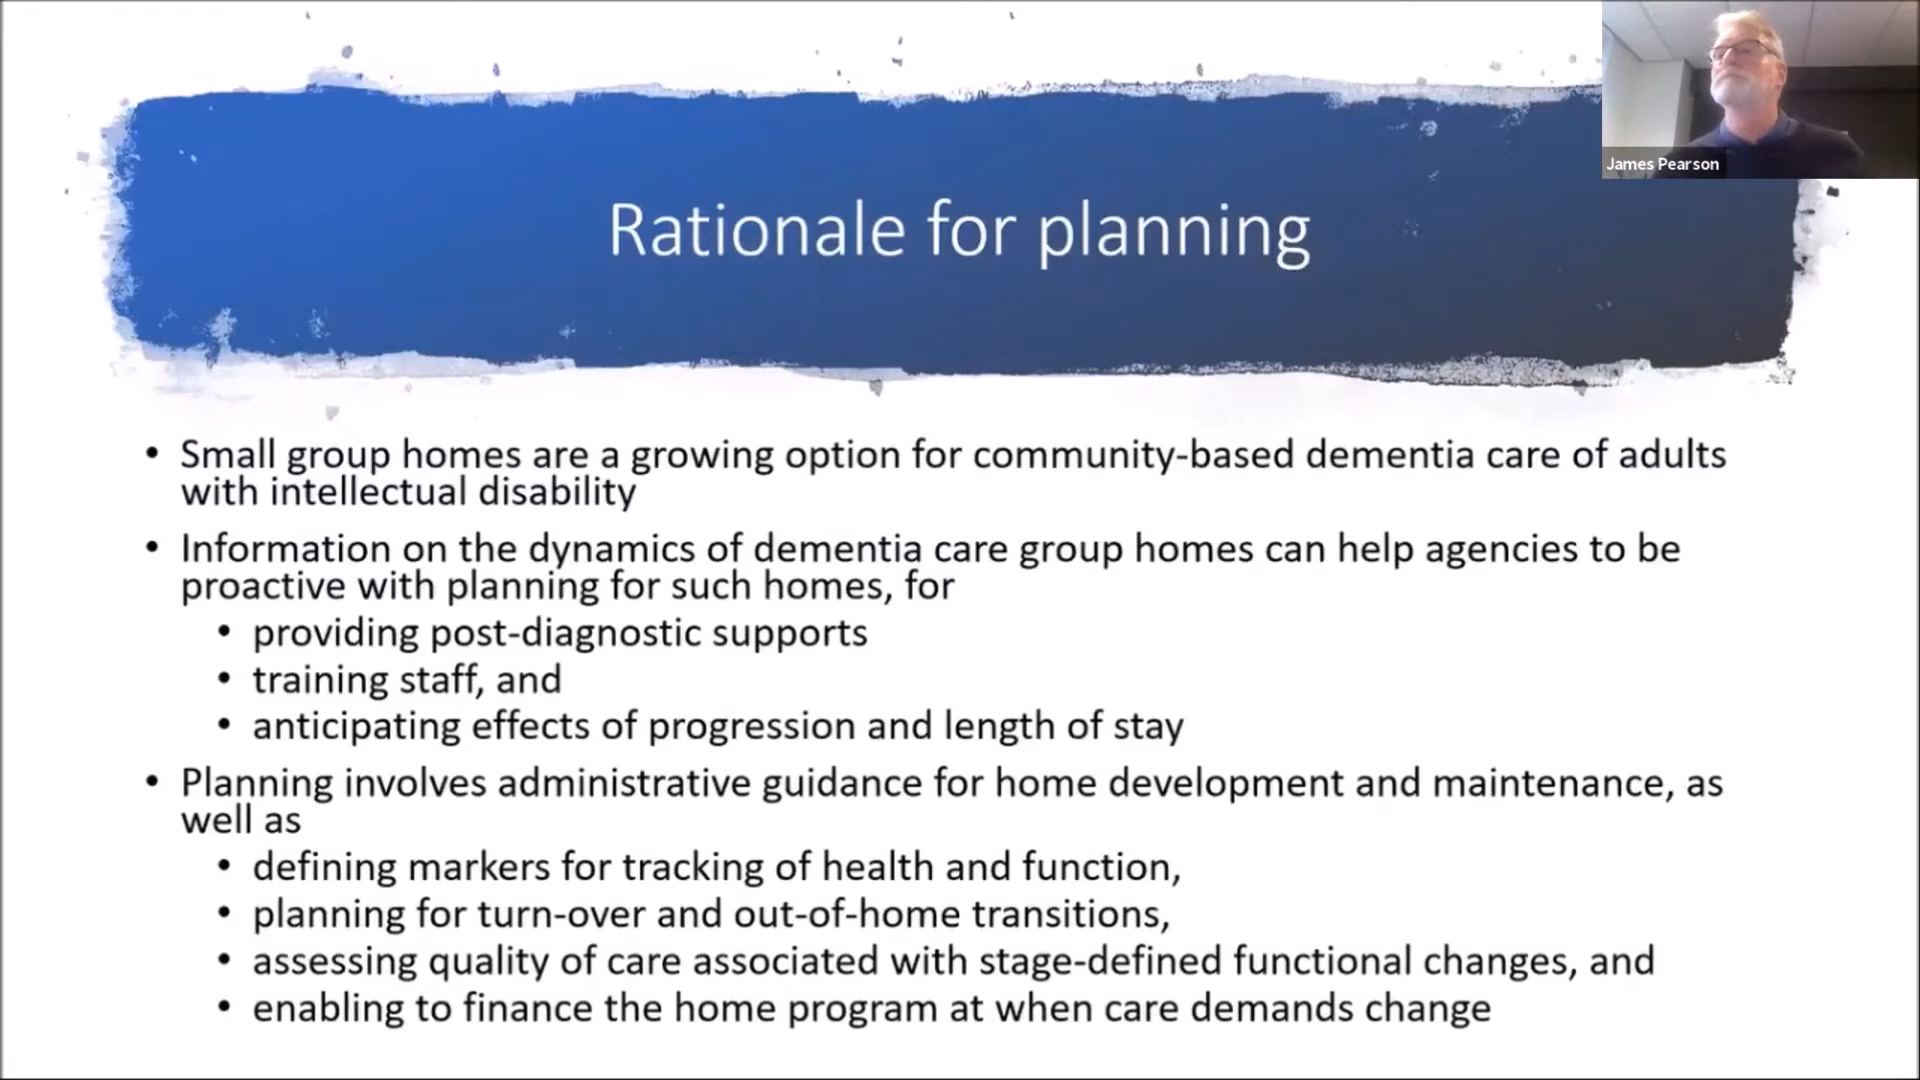 James Pearson
Rationale for planning
• Small group homes are a growing option for community-based dementia care of adults
with intellectual disability
• Information on the dynamics of dementia care group homes can help agencies to be
proactive with planning for such homes, for
• providing post-diagnostic supports
• training staff, and
• anticipating effects of progression and length of stay
• Planning involves administrative guidance for home development and maintenance, as
well as
• defining markers for tracking of health and function,
• planning for turn-over and out-of-home transitions,
• assessing quality of care associated with stage-defined functional changes, and
• enabling to finance the home program at when care demands change